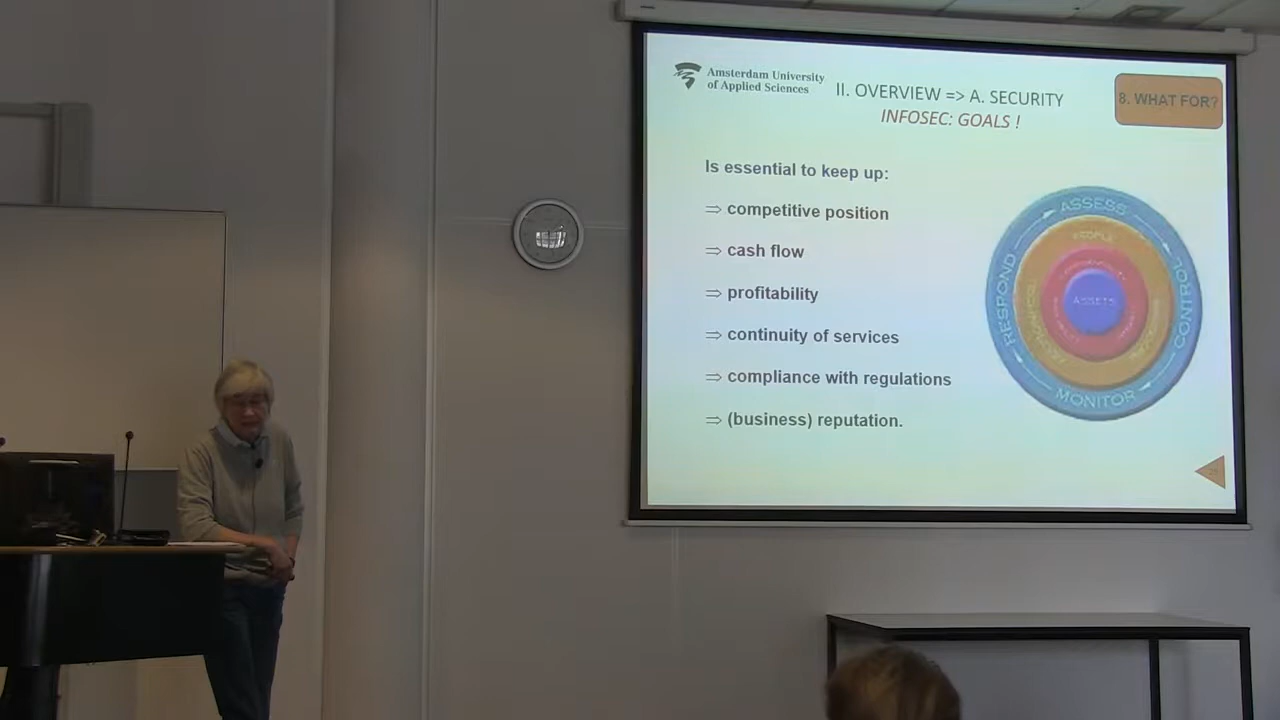 Amsterdam University
of Applied Sciences
II. OVERVIEW => A. SECURITY
INFOSEC: GOALS !
8. WHAT FOR?
Is essential to keep up:
⇒ competitive position
⇒ cash flow
⇒ profitability
⇒ continuity of services
⇒ compliance with regulations
⇒ (business) reputation.
ASSESS
CONTROL
MONITOR
RESPOND
PEOPLE
ASSETS